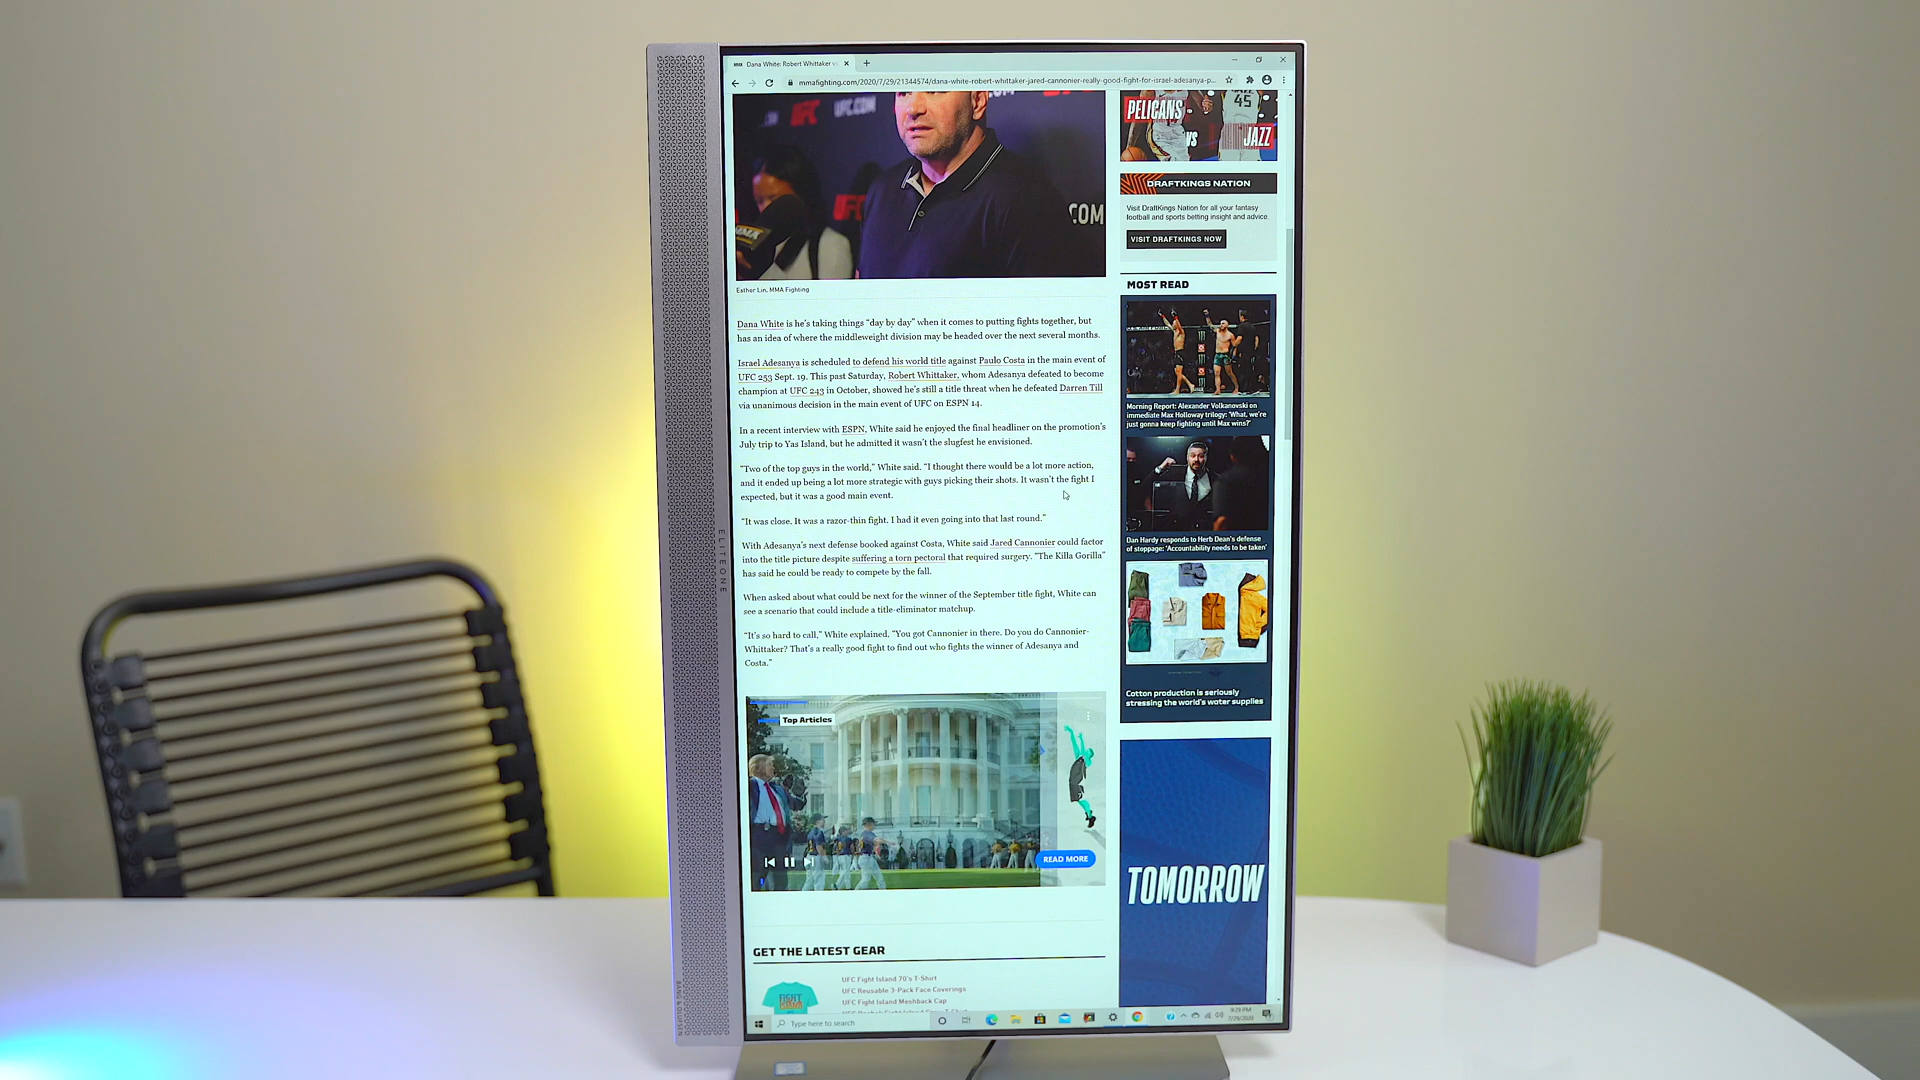 Dana White: Robert Whittaker vs
mmafighting.com/2020/7/29/21344574/dana-white-robert-whittaker-jared-cannonier-really-good-fight-for-israel-adesanya-p...
UFC
UFC.COM
UFC
.COM
Esther Lin, MMA Fighting
Dana White is he's taking things “day by day” when it comes to putting fights together, but
has an idea of where the middleweight division may be headed over the next several months.
Israel Adesanya is scheduled to defend his world title against Paulo Costa in the main event of
UFC 253 Sept. 19. This past Saturday, Robert Whittaker, whom Adesanya defeated to become
champion at UFC 243 in October, showed he's still a title threat when he defeated Darren Till
via unanimous decision in the main event of UFC on ESPN 14.
In a recent interview with ESPN, White said he enjoyed the final headliner on the promotion's
July trip to Yas Island, but he admitted it wasn't the slugfest he envisioned.
“Two of the top guys in the world,” White said. “I thought there would be a lot more action,
and it ended up being a lot more strategic with guys picking their shots. It wasn't the fight I
expected, but it was a good main event.
“It was close. It was a razor-thin fight. I had it even going into that last round.”
With Adesanya's next defense booked against Costa, White said Jared Cannonier could factor
into the title picture despite suffering a torn pectoral that required surgery. “The Killa Gorilla”
has said he could be ready to compete by the fall.
When asked about what could be next for the winner of the September title fight, White can
see a scenario that could include a title-eliminator matchup.
“It's so hard to call,” White explained. “You got Cannonier in there. Do you do Cannonier-
Whittaker? That's a really good fight to find out who fights the winner of Adesanya and
Costa.”
Top Articles
READ MORE
GET THE LATEST GEAR
UFC Fight Island 70's T-Shirt
UFC Reusable 3-Pack Face Coverings
UFC Fight Island Meshback Cap
FIGHT
PELICANS
VS
JAZZ
45
DRAFTKINGS NATION
Visit DraftKings Nation for all your fantasy
football and sports betting insight and advice.
VISIT DRAFTKINGS NOW
MOST READ
Morning Report: Alexander Volkanovski on
immediate Max Holloway trilogy: 'What, we're
just gonna keep fighting until Max wins?'
Dan Hardy responds to Herb Dean's defense
of stoppage: 'Accountability needs to be taken'
Cotton production is seriously
stressing the world's water supplies
TOMORROW
Type here to search
9:29 PM
7/29/2020
ELITEONE
BANG & OLUFSEN